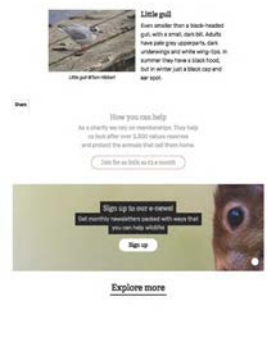 Little gull
Even smaller than a black-headed
gull, with a small, dark bill. Adults
have pale grey upperparts, dark
underwings and white wing-tips. In
summer they have a black hood,
but in winter just a black cap and
ear spot.
Little gull ©Tom Hibbert
Share
How you can help
As a charity we rely on memberships. They help
us look after over 2,000 nature reserves
and protect the animals that call them home.
Join for as little as a month
Sign up to our e-news!
Get monthly newsletters packed with ways that
you can help wildlife!
Sign up
Explore more